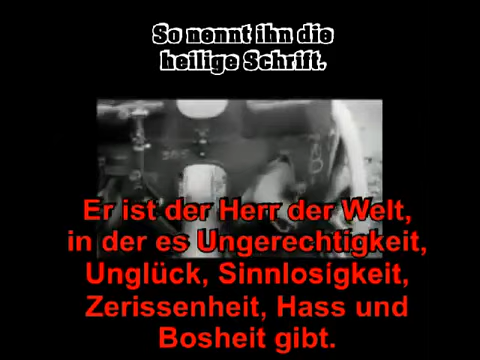 So nennt ihn die
heilige Schrift.
Er ist der Herr der Welt,
in der es Ungerechtigkeit,
Unglück, Sinnlosigkeit,
Zerissenheit, Hass und
Bosheit gibt.